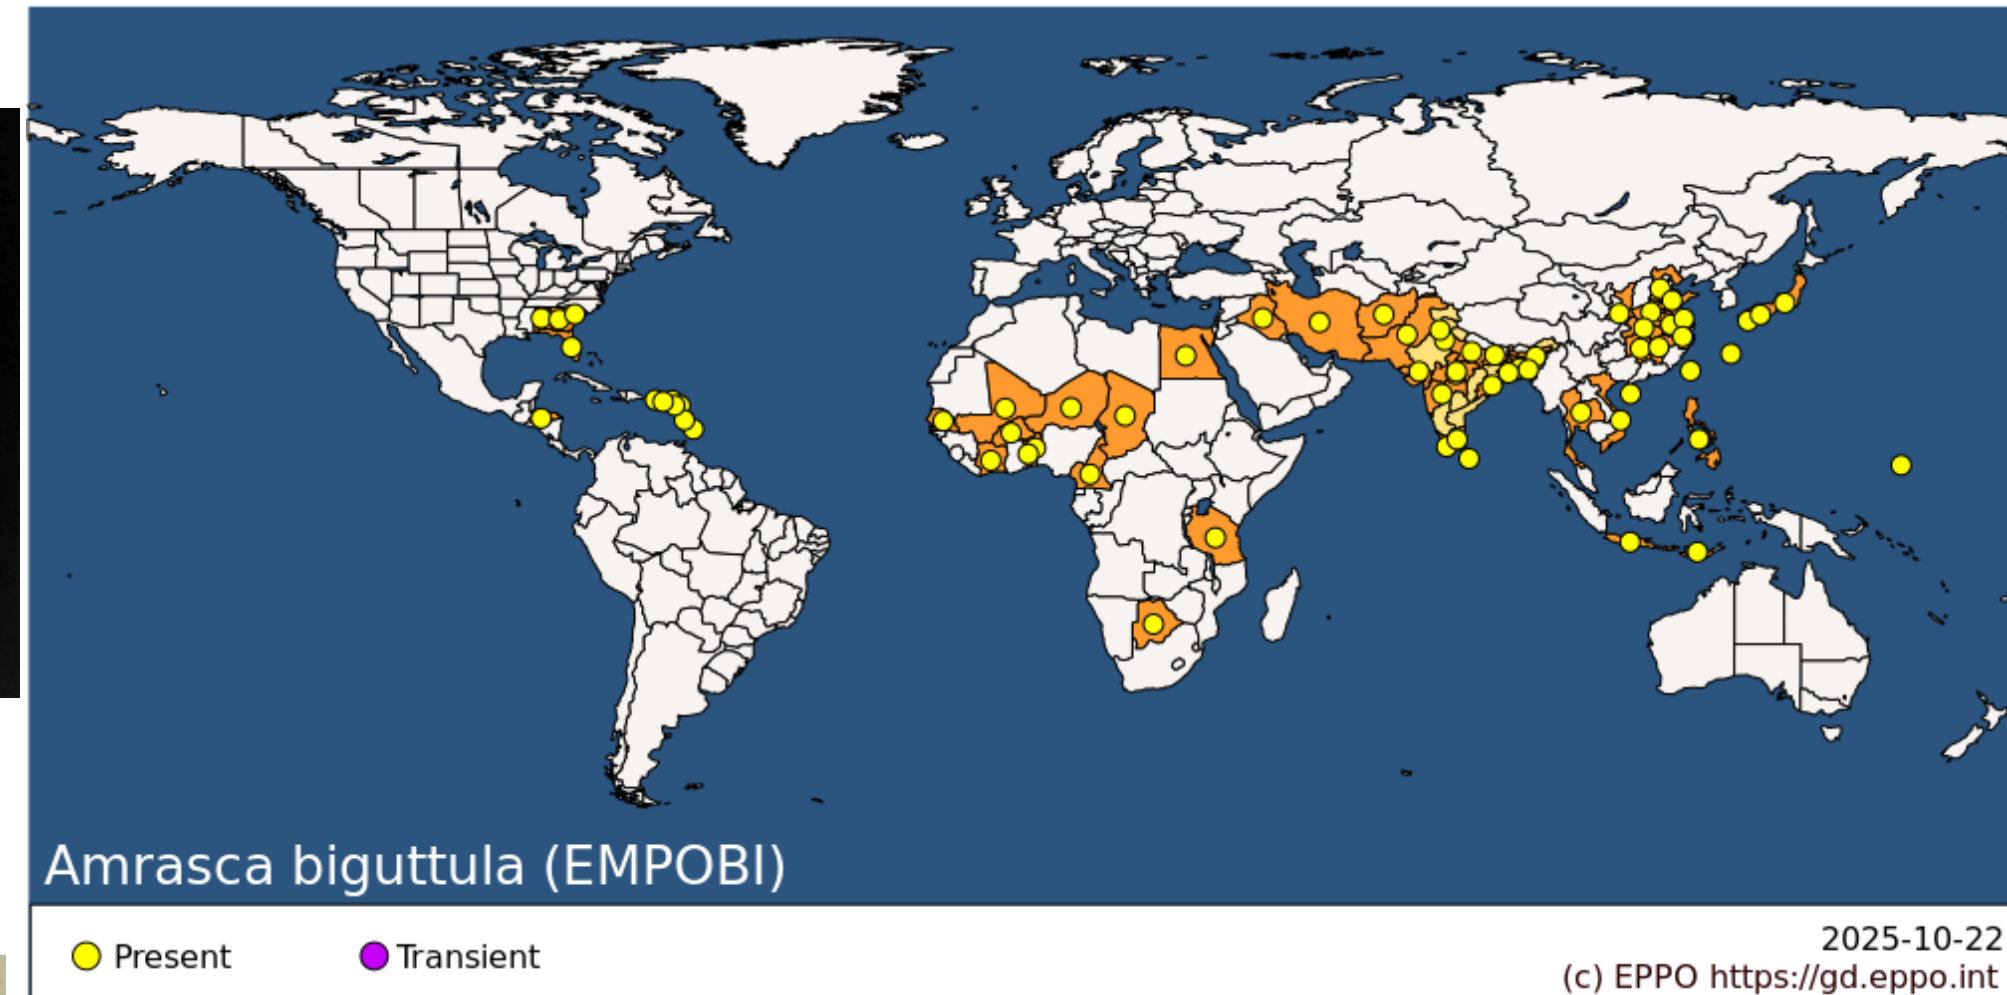 Amrasca biguttula (EMPOBI)
Present
Transient
2025-10-22
(c) EPPO https://gd.eppo.int